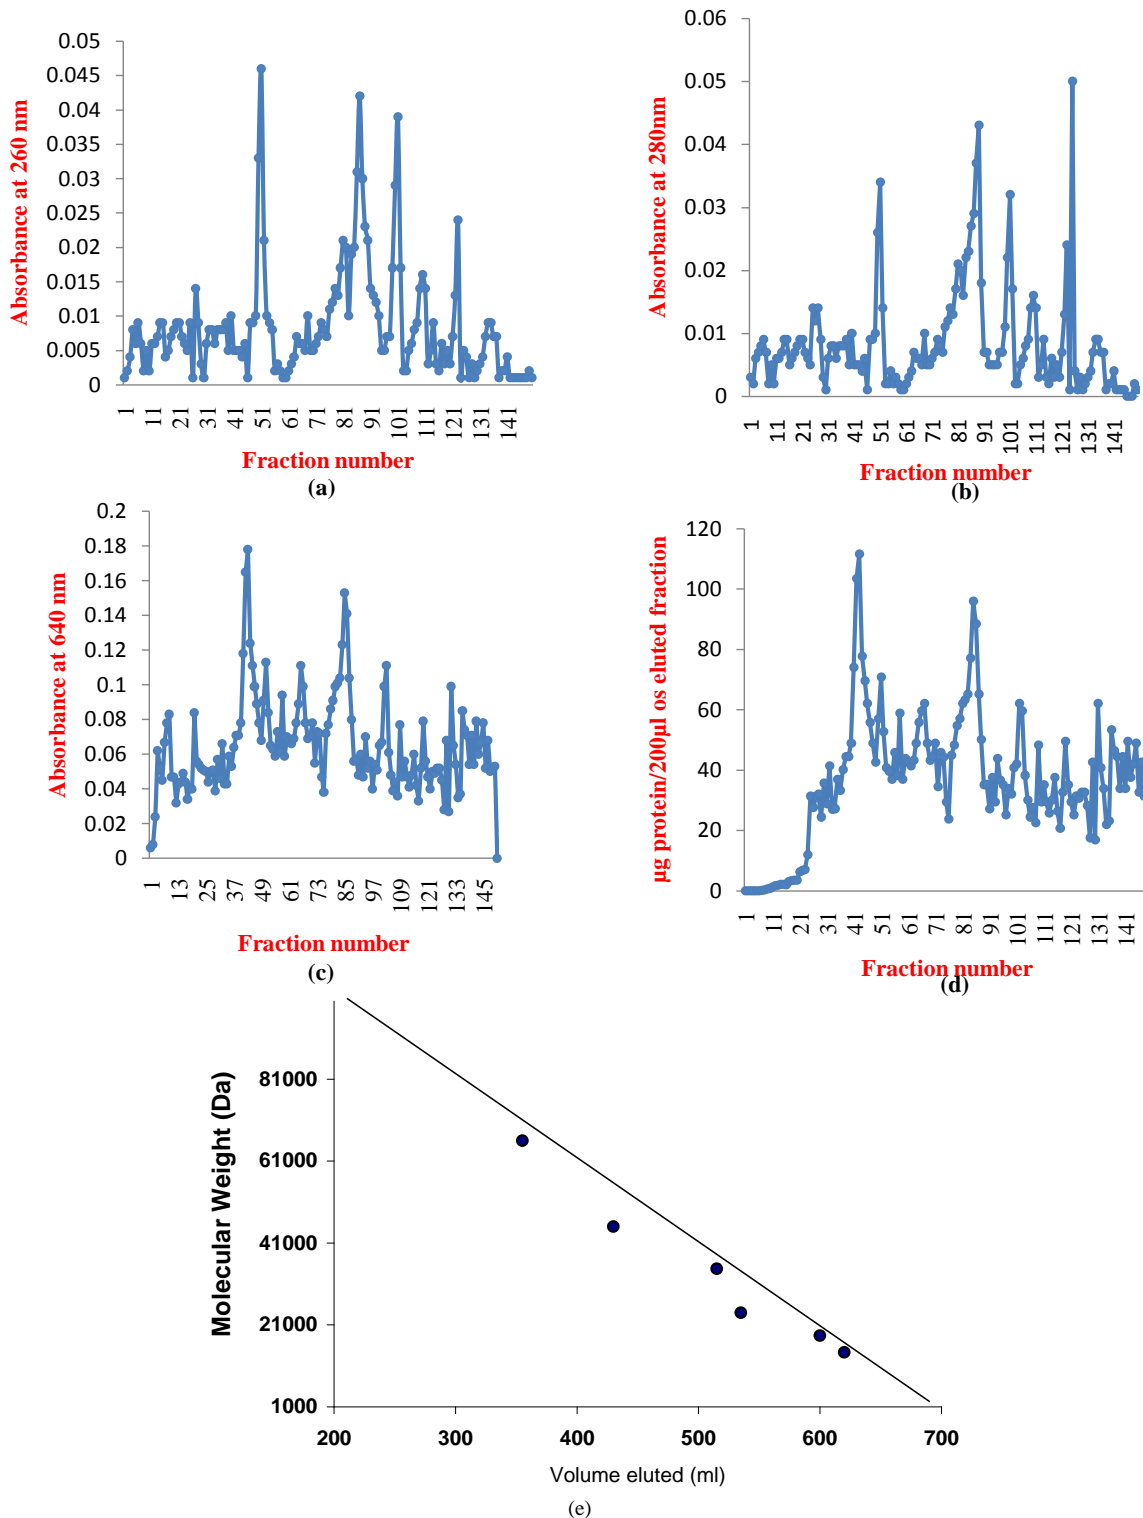 0.05
0.045
0.04
0.035
0.03
0.025
0.02
0.015
0.01
0.005
0
Absorbance at 260 nm
1 11 21 31 41 51 61 71 81 91 101 111 121 131 141
Fraction number
(a)
0.06
0.05
0.04
0.03
0.02
0.01
0
Absorbance at 280nm
1 11 21 31 41 51 61 71 81 91 101 111 121 131 141
Fraction number
(b)
0.2
0.18
0.16
0.14
0.12
0.1
0.08
0.06
0.04
0.02
0
Absorbance at 640 nm
1 13 25 37 49 61 73 85 97 109 121 133 145
Fraction number
(c)
120
100
80
60
40
20
0
µg protein/200µl os eluted fraction
1 11 21 31 41 51 61 71 81 91 101 111 121 131 141
Fraction number
(d)
81000
61000
41000
21000
1000
Molecular Weight (Da)
200 300 400 500 600 700
Volume eluted (ml)
(e)